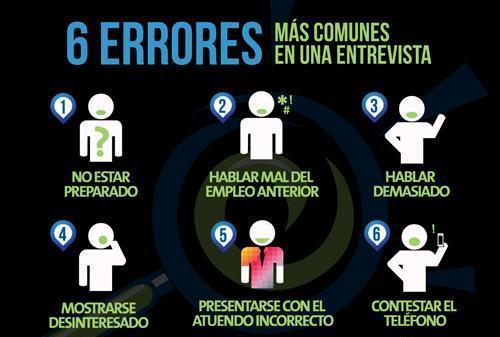 6 ERRORES MÁS COMUNES
EN UNA ENTREVISTA
1
?
NO ESTAR
PREPARADO
2
*!
#
HABLAR MAL DEL
EMPLEO ANTERIOR
3
HABLAR
DEMASIADO
4
MOSTRARSE
DESINTERESADO
5
PRESENTARSE CON EL
ATUENDO INCORRECTO
6
!
CONTESTAR EL
TELÉFONO